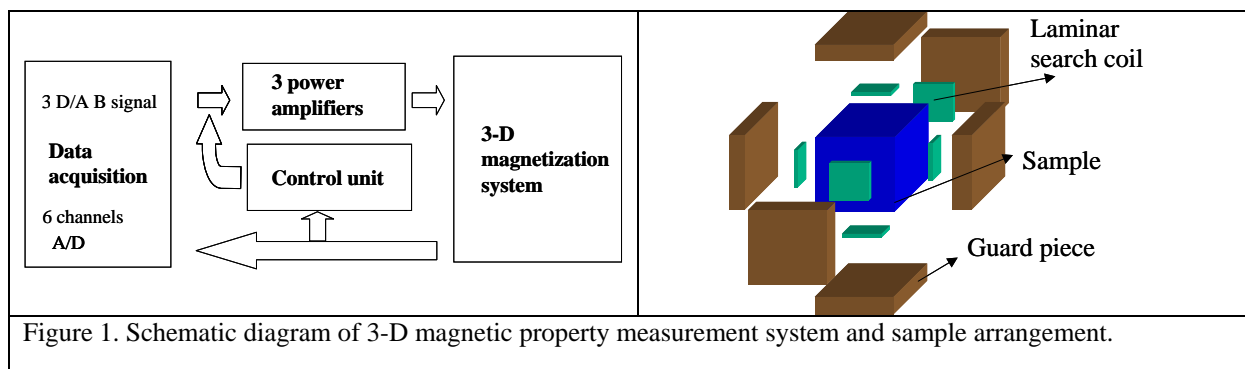 3 D/A B signal
Data
acquisition
6 channels
A/D
3 power
amplifiers
Control unit
3-D
magnetization
system
Laminar
search coil
Sample
Guard piece
Figure 1. Schematic diagram of 3-D magnetic property measurement system and sample arrangement.